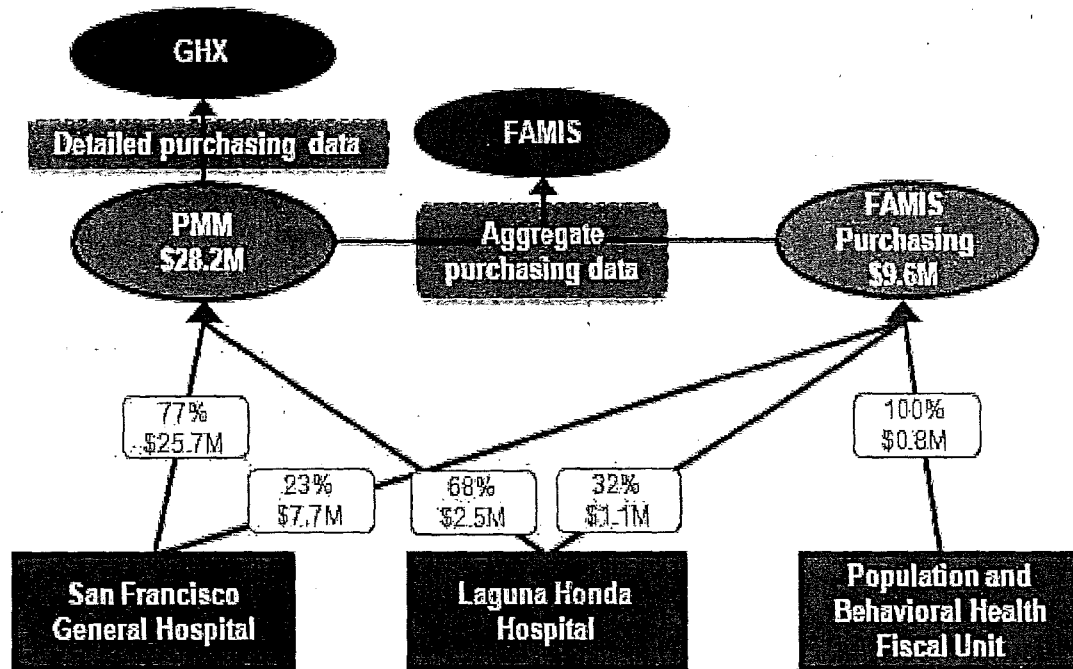 GHX
Detailed purchasing data
FAMIS
PMM
$28.2M
Aggregate
purchasing data
FAMIS
Purchasing
$9.6M
77%
$25.7M
100%
$0.8M
23%
$7.7M
68%
$2.5M
32%
$1.1M
San Francisco
General Hospital
Laguna Honda
Hospital
Population and
Behavioral Health
Fiscal Unit